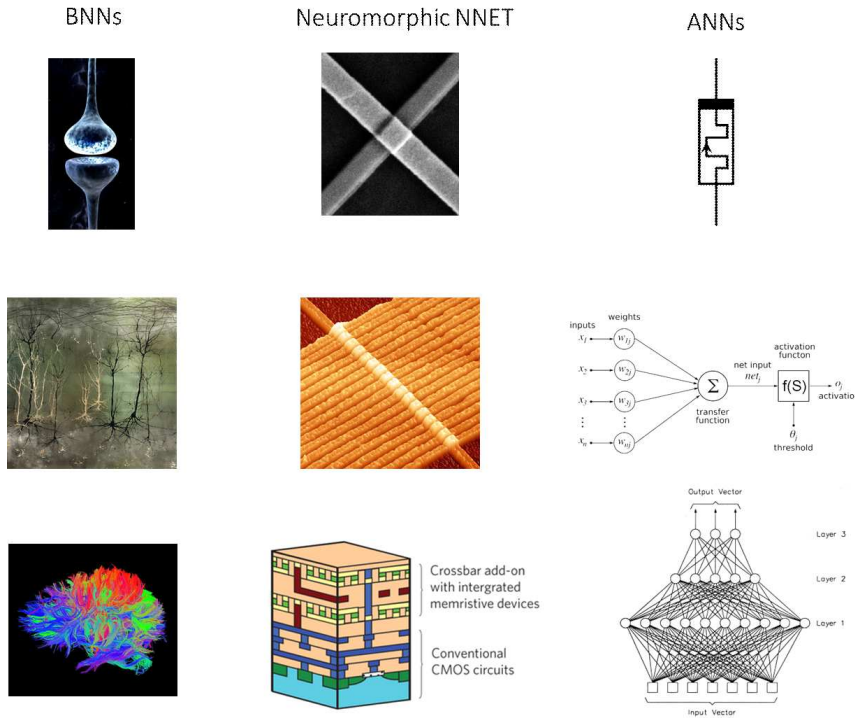 BNNs
Neuromorphic NNET
ANNs
inputs
weights
x1
w1j
x2
w2j
x3
w3j
xn
wnj
Σ
transfer
function
net input
netj
activation
functon
f(S)
oj
activatio
θj
threshold
Crossbar add-on
with intergrated
memristive devices
Conventional
CMOS circuits
Output Vector
Layer 3
Layer 2
Layer 1
Input Vector